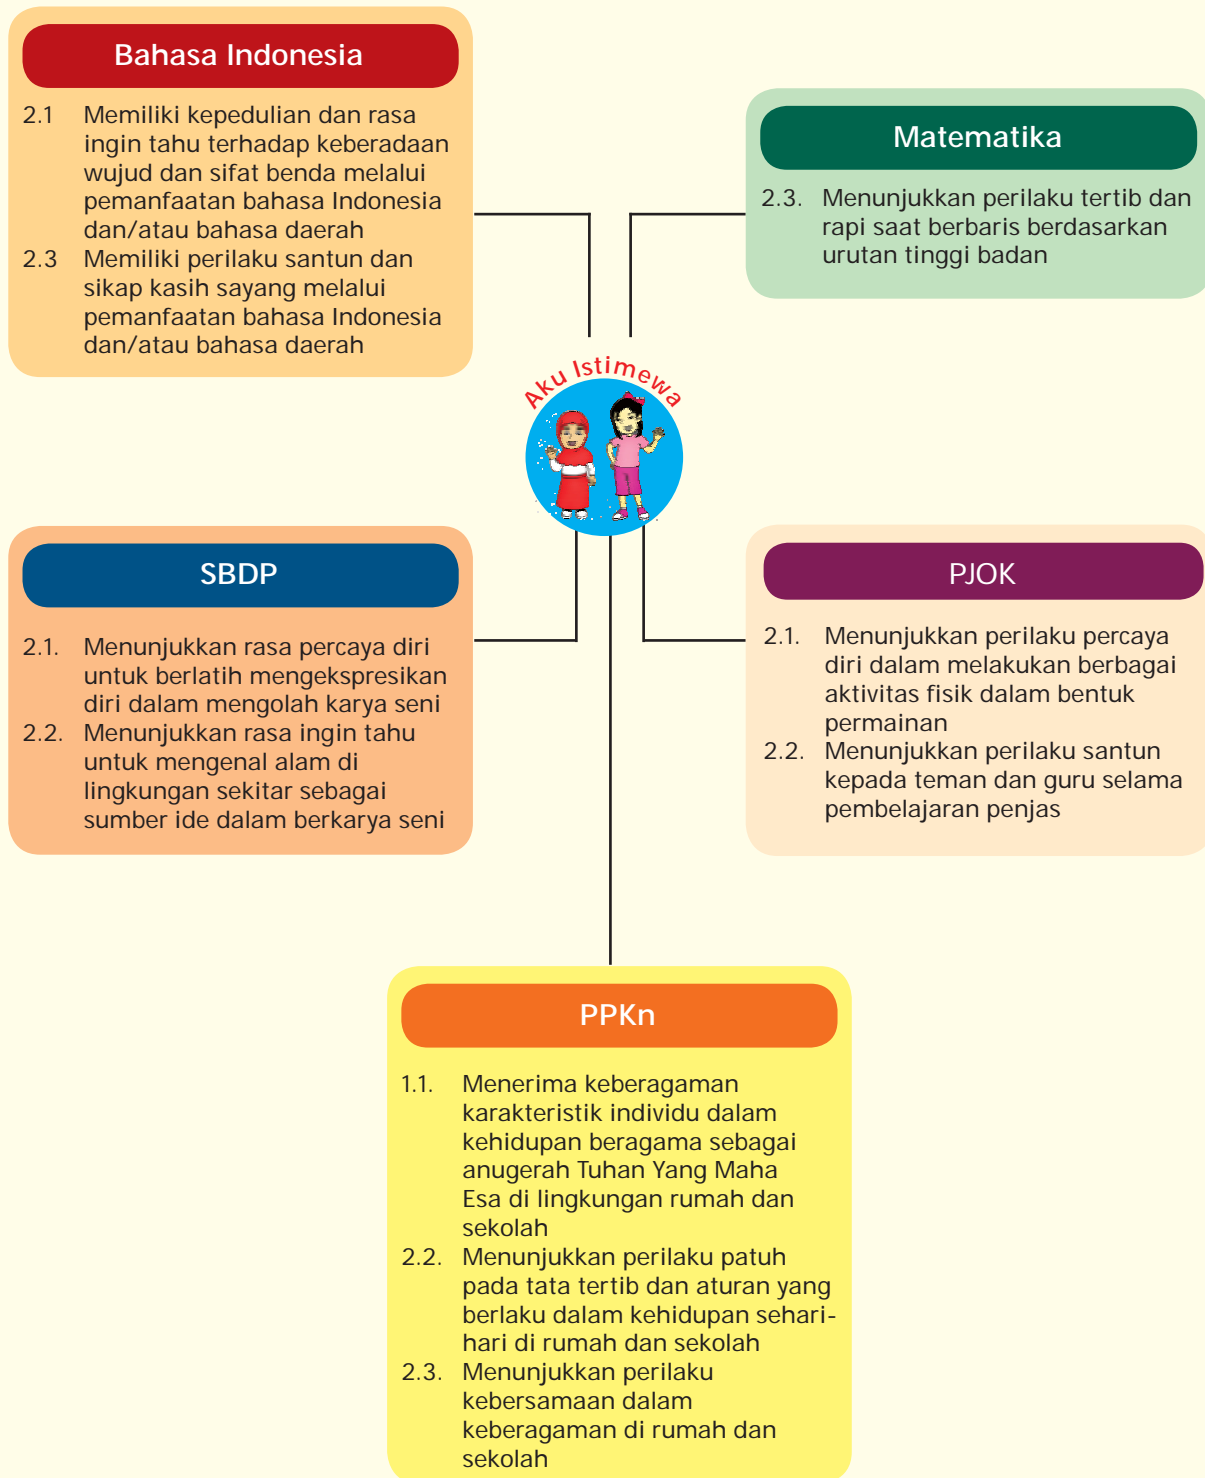 Bahasa Indonesia
2.1 Memiliki kepedulian dan rasa
ingin tahu terhadap keberadaan
wujud dan sifat benda melalui
pemanfaatan bahasa Indonesia
dan/atau bahasa daerah
2.3 Memiliki perilaku santun dan
sikap kasih sayang melalui
pemanfaatan bahasa Indonesia
dan/atau bahasa daerah
Matematika
2.3. Menunjukkan perilaku tertib dan
rapi saat berbaris berdasarkan
urutan tinggi badan
Aku Istimewa
SBDP
2.1. Menunjukkan rasa percaya diri
untuk berlatih mengekspresikan
diri dalam mengolah karya seni
2.2. Menunjukkan rasa ingin tahu
untuk mengenal alam di
lingkungan sekitar sebagai
sumber ide dalam berkarya seni
PJOK
2.1. Menunjukkan perilaku percaya
diri dalam melakukan berbagai
aktivitas fisik dalam bentuk
permainan
2.2. Menunjukkan perilaku santun
kepada teman dan guru selama
pembelajaran penjas
PPKn
1.1. Menerima keberagaman
karakteristik individu dalam
kehidupan beragama sebagai
anugerah Tuhan Yang Maha
Esa di lingkungan rumah dan
sekolah
2.2. Menunjukkan perilaku patuh
pada tata tertib dan aturan yang
berlaku dalam kehidupan sehari-
hari di rumah dan sekolah
2.3. Menunjukkan perilaku
kebersamaan dalam
keberagaman di rumah dan
sekolah